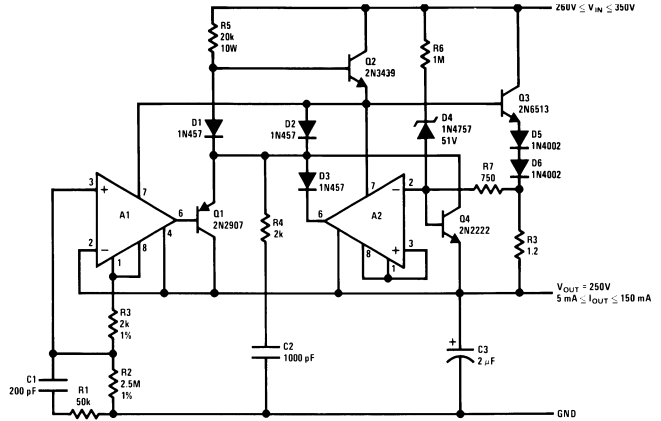 260V ≤ VIN ≤ 350V
R5
20k
10W
Q2
2N3439
R6
1M
Q3
2N6513
D1
1N457
D2
1N457
D4
1N4757
51V
D5
1N4002
D3
1N457
R7
750
D6
1N4002
3
+
7
A1
6
2
−
4
8
1
Q1
2N2907
R4
2k
7
−
2
6
A2
4
+
3
8
1
Q4
2N2222
R3
1.2
VOUT = 250V
5 mA ≤ IOUT ≤ 150 mA
R3
2k
1%
C2
1000 pF
+
C3
2 µF
C1
200 pF
R1
50k
R2
2.5M
1%
GND